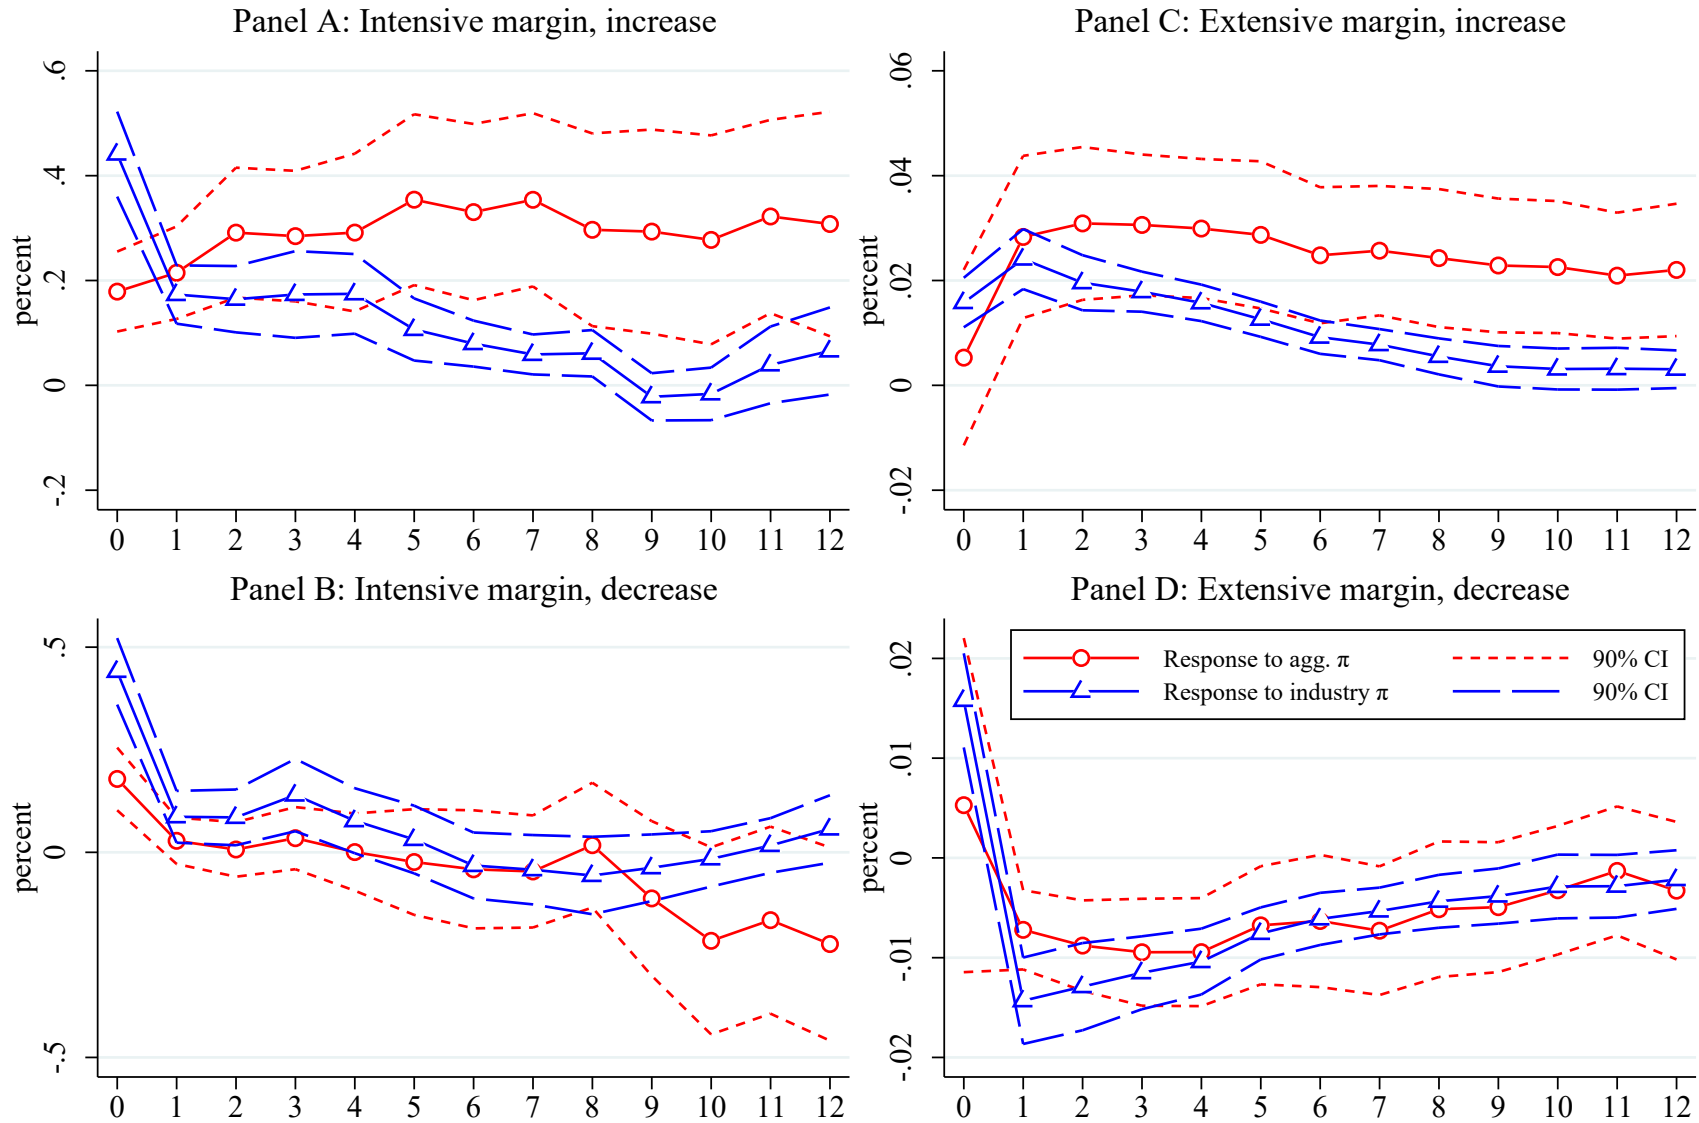 Panel A: Intensive margin, increase
percent
.6
.4
.2
0
-.2
0 1 2 3 4 5 6 7 8 9 10 11 12
Panel C: Extensive margin, increase
percent
.06
.04
.02
0
-.02
0 1 2 3 4 5 6 7 8 9 10 11 12
Panel B: Intensive margin, decrease
percent
.5
0
-.5
0 1 2 3 4 5 6 7 8 9 10 11 12
Panel D: Extensive margin, decrease
percent
.02
.01
0
-.01
-.02
Response to agg. π 90% CI
Response to industry π 90% CI
0 1 2 3 4 5 6 7 8 9 10 11 12